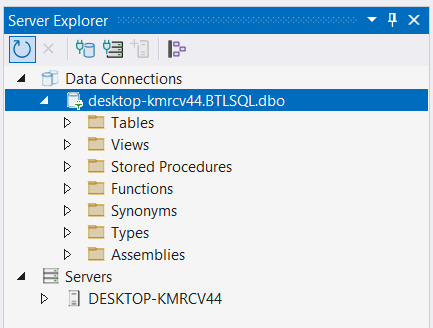 Server Explorer
Data Connections
desktop-kmrcv44.BTLSQL.dbo
Tables
Views
Stored Procedures
Functions
Synonyms
Types
Assemblies
Servers
DESKTOP-KMRCV44